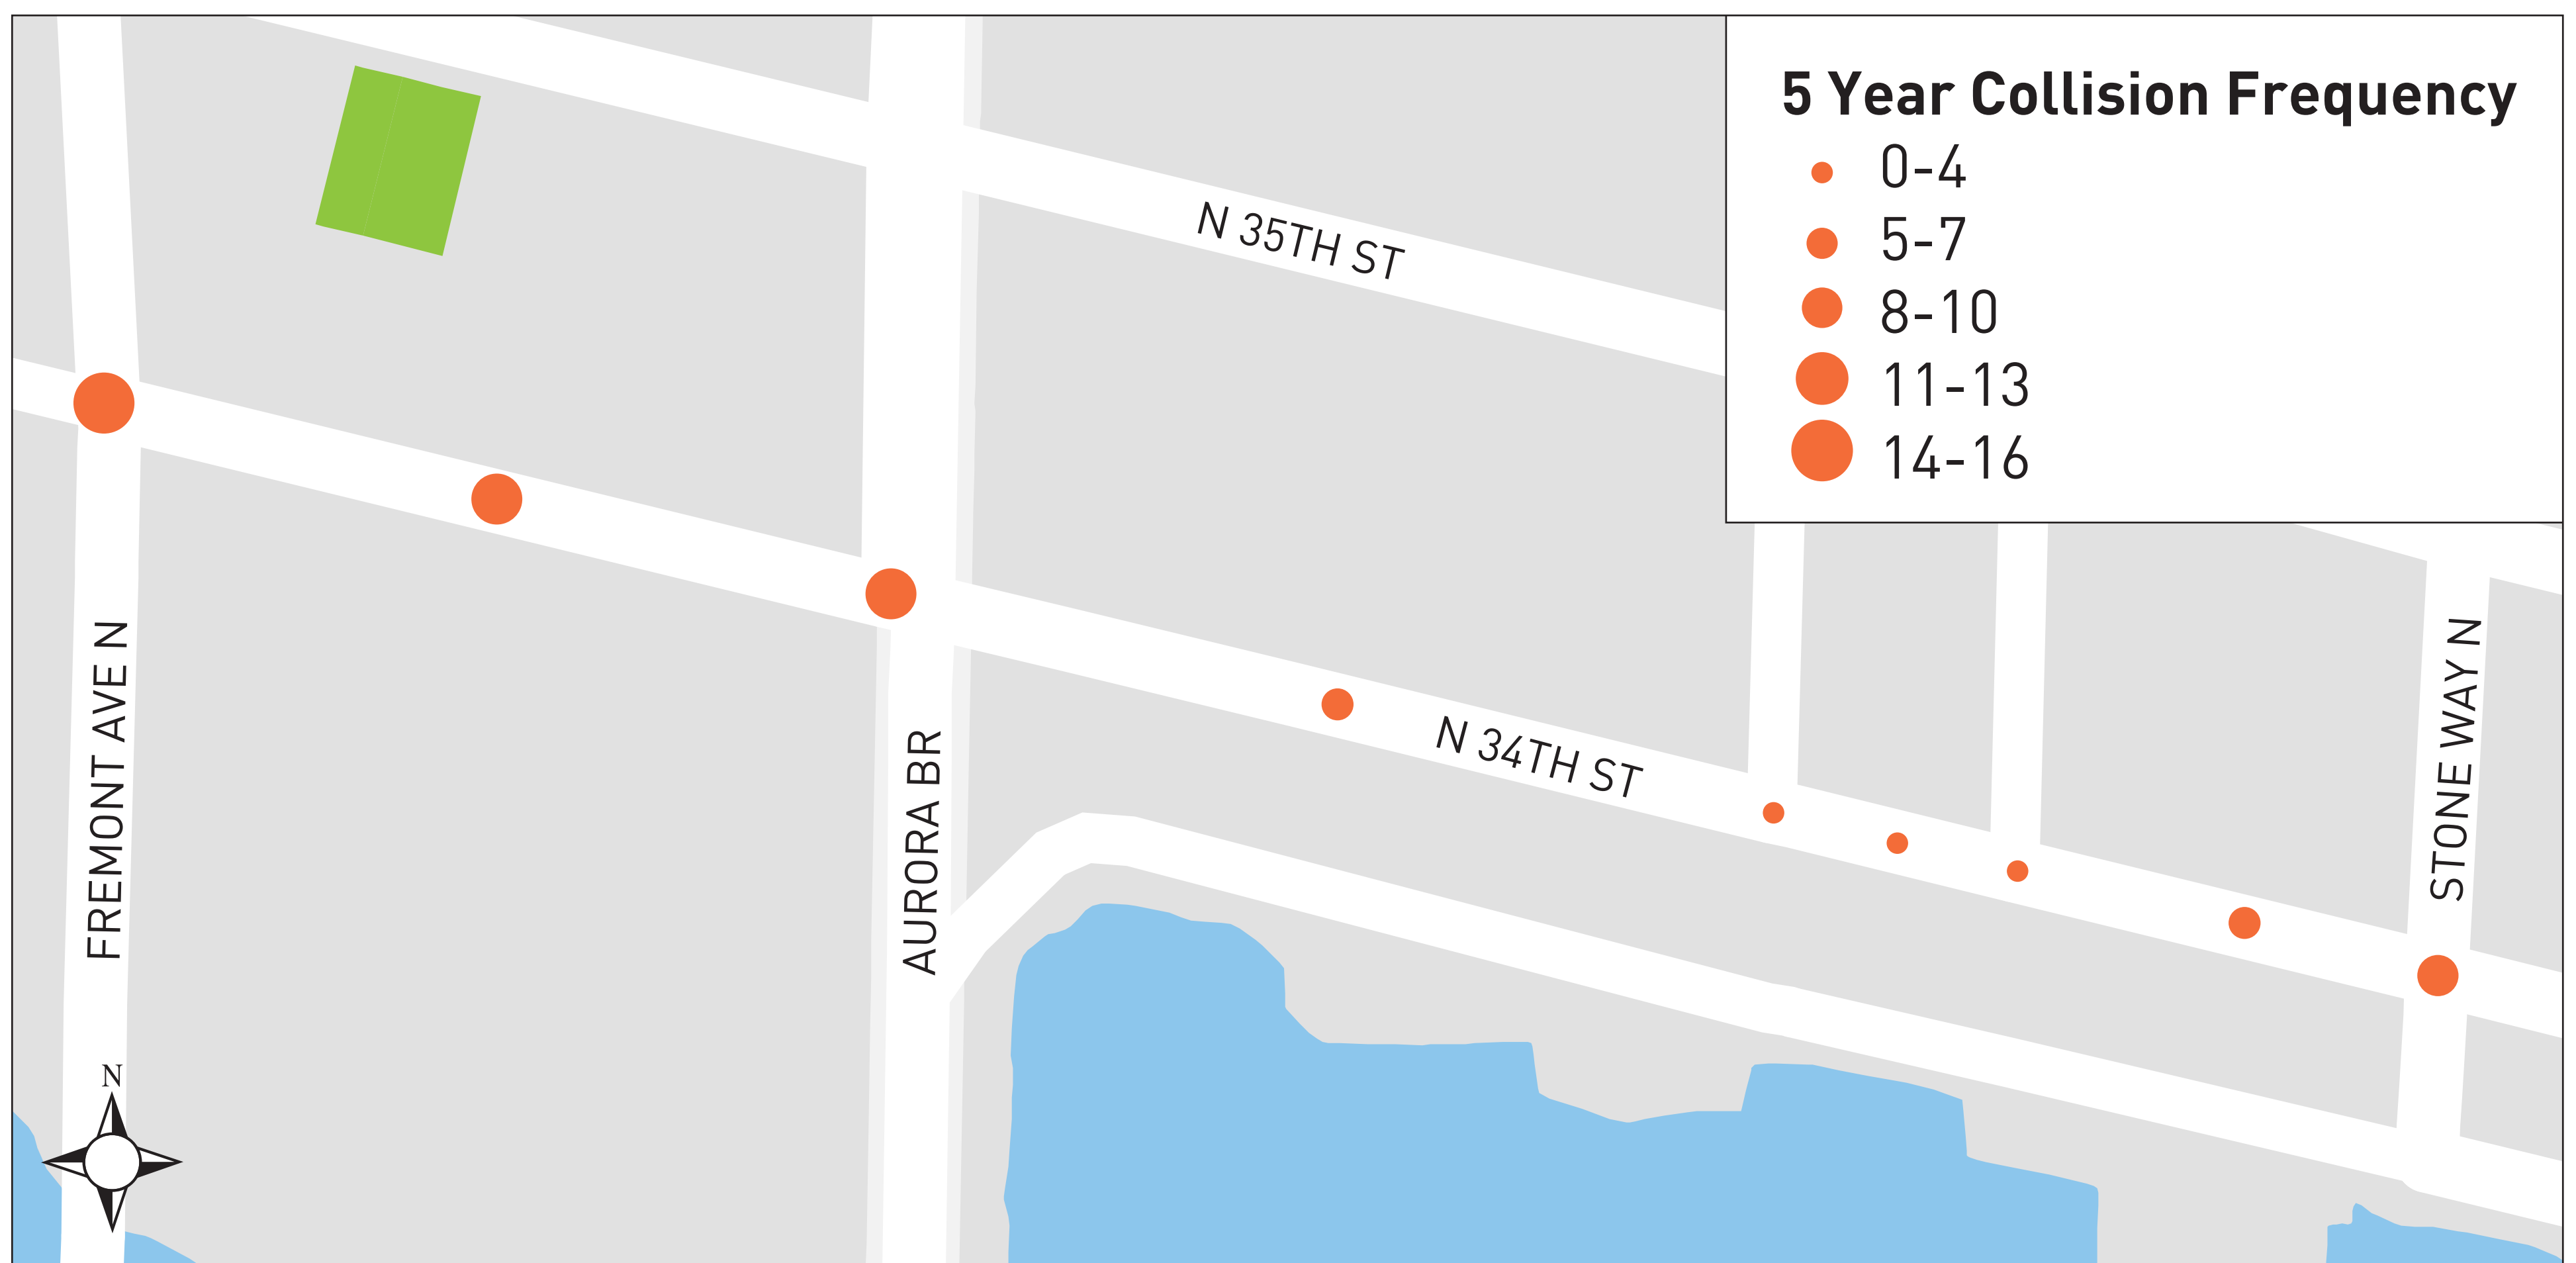 5 Year Collision Frequency
0-4
5-7
8-10
11-13
14-16
N 35TH ST
N 34TH ST
FREMONT AVE N
AURORA BR
STONE WAY N
N